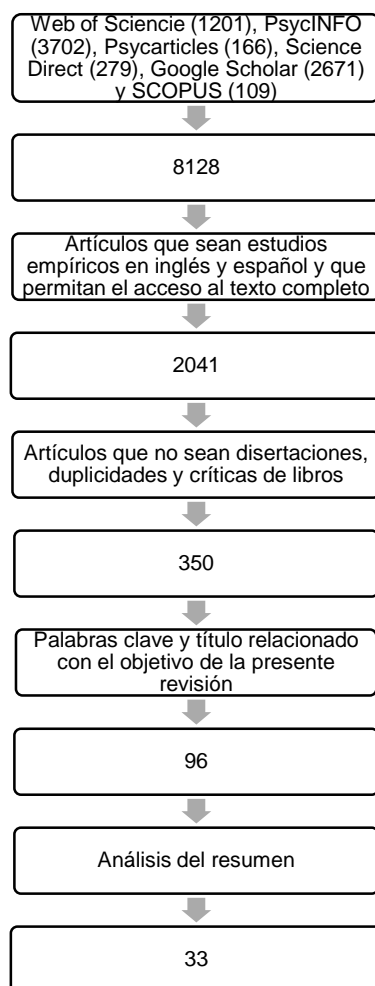 Web of Sciencie (1201), PsycINFO
(3702), Psycarticles (166), Science
Direct (279), Google Scholar (2671)
y SCOPUS (109)
8128
Artículos que sean estudios
empíricos en inglés y español y que
permitan el acceso al texto completo
2041
Artículos que no sean disertaciones,
duplicidades y críticas de libros
350
Palabras clave y título relacionado
con el objetivo de la presente
revisión
96
Análisis del resumen
33